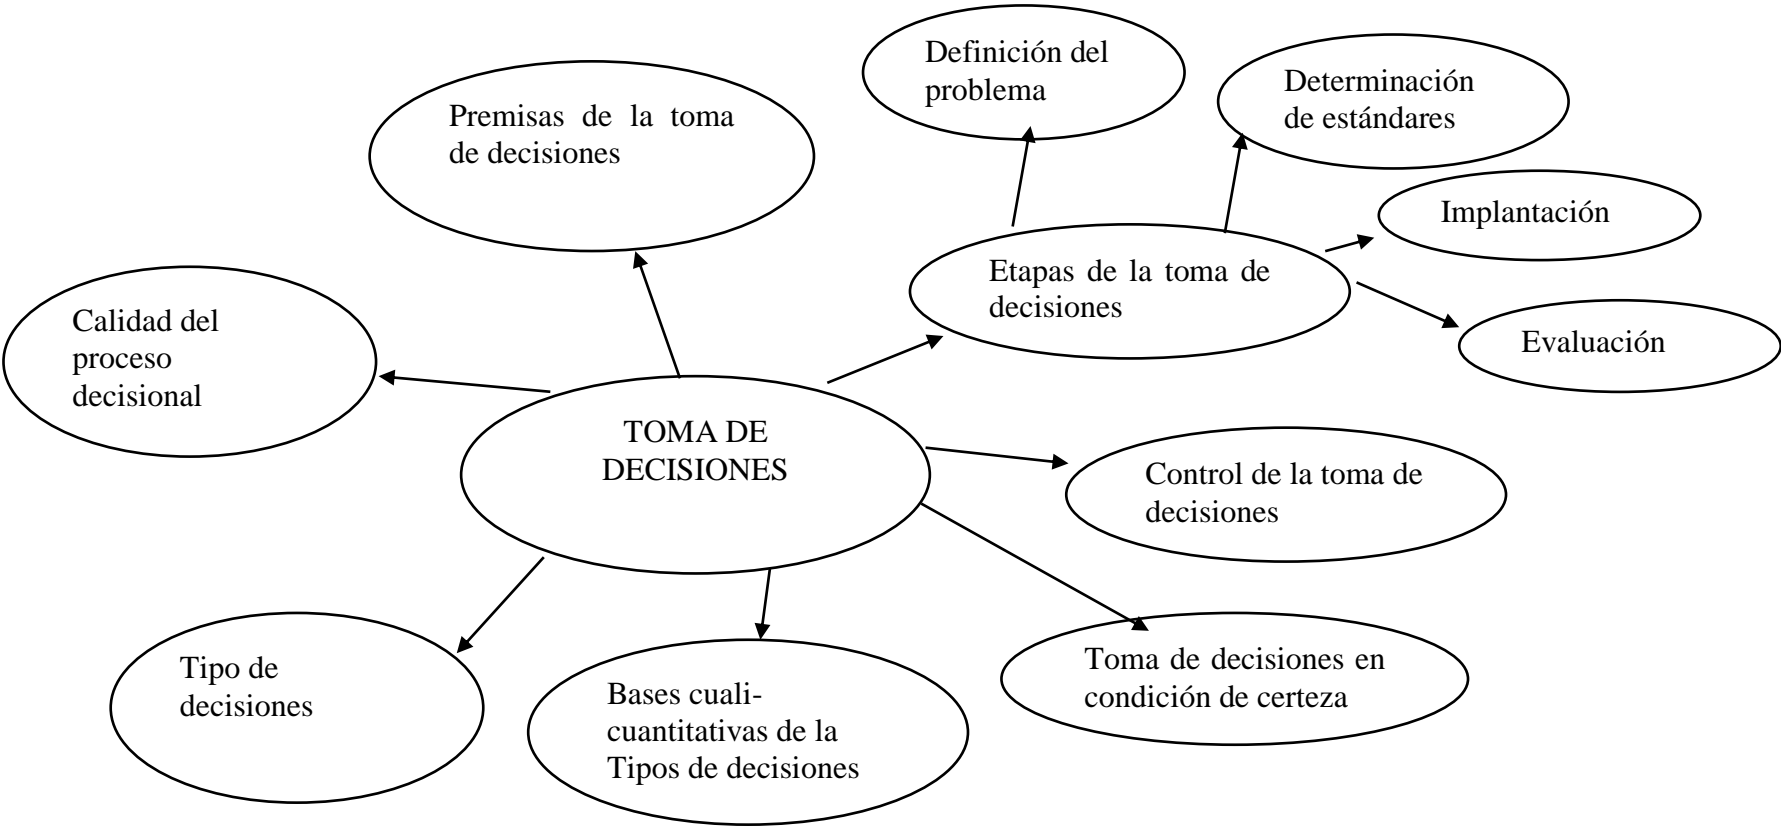 Definición del
problema
Determinación
de estándares
Premisas de la toma
de decisiones
Implantación
Etapas de la toma de
decisiones
Calidad del
proceso
decisional
Evaluación
TOMA DE
DECISIONES
Control de la toma de
decisiones
Tipo de
decisiones
Bases cuali-
cuantitativas de la
Tipos de decisiones
Toma de decisiones en
condición de certeza